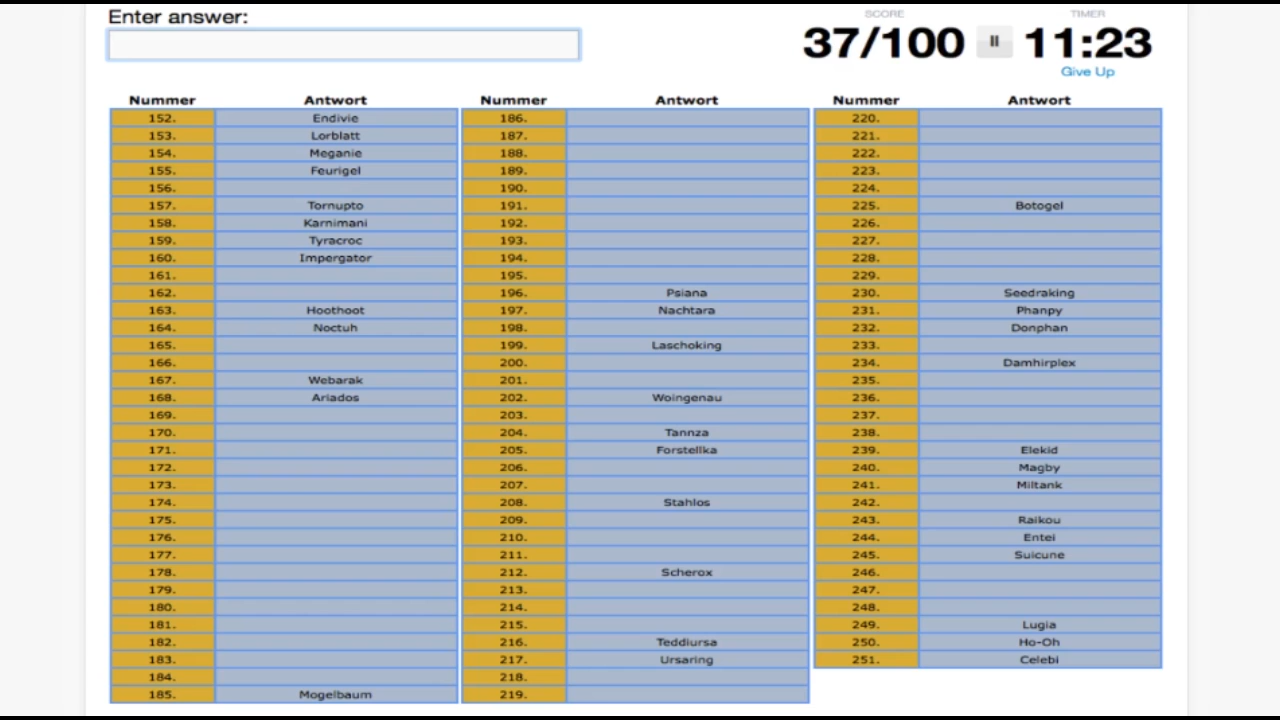 Enter answer:
SCORE
TIMER
37/100
11:23
Give Up
Nummer Antwort Nummer Antwort Nummer Antwort
152. Endivie 186. 220.
153. Lorblatt 187. 221.
154. Meganie 188. 222.
155. Feurigel 189. 223.
156. 190. 224.
157. Tornupto 191. 225. Botogel
158. Karnimani 192. 226.
159. Tyracroc 193. 227.
160. Impergator 194. 228.
161. 195. 229.
162. 196. Psiana 230. Seedraking
163. Hoothoot 197. Nachtara 231. Phanpy
164. Noctuh 198. 232. Donphan
165. 199. Laschoking 233.
166. 200. 234. Damhirplex
167. Webarak 201. 235.
168. Ariados 202. Woingenau 236.
169. 203. 237.
170. 204. Tannza 238.
171. 205. Forstellka 239. Elekid
172. 206. 240. Magby
173. 207. 241. Miltank
174. 208. Stahlos 242.
175. 209. 243. Raikou
176. 210. 244. Entei
177. 211. 245. Suicune
178. 212. Scherox 246.
179. 213. 247.
180. 214. 248.
181. 215. 249. Lugia
182. 216. Teddiursa 250. Ho-Oh
183. 217. Ursaring 251. Celebi
184. 218.
185. Mogelbaum 219.